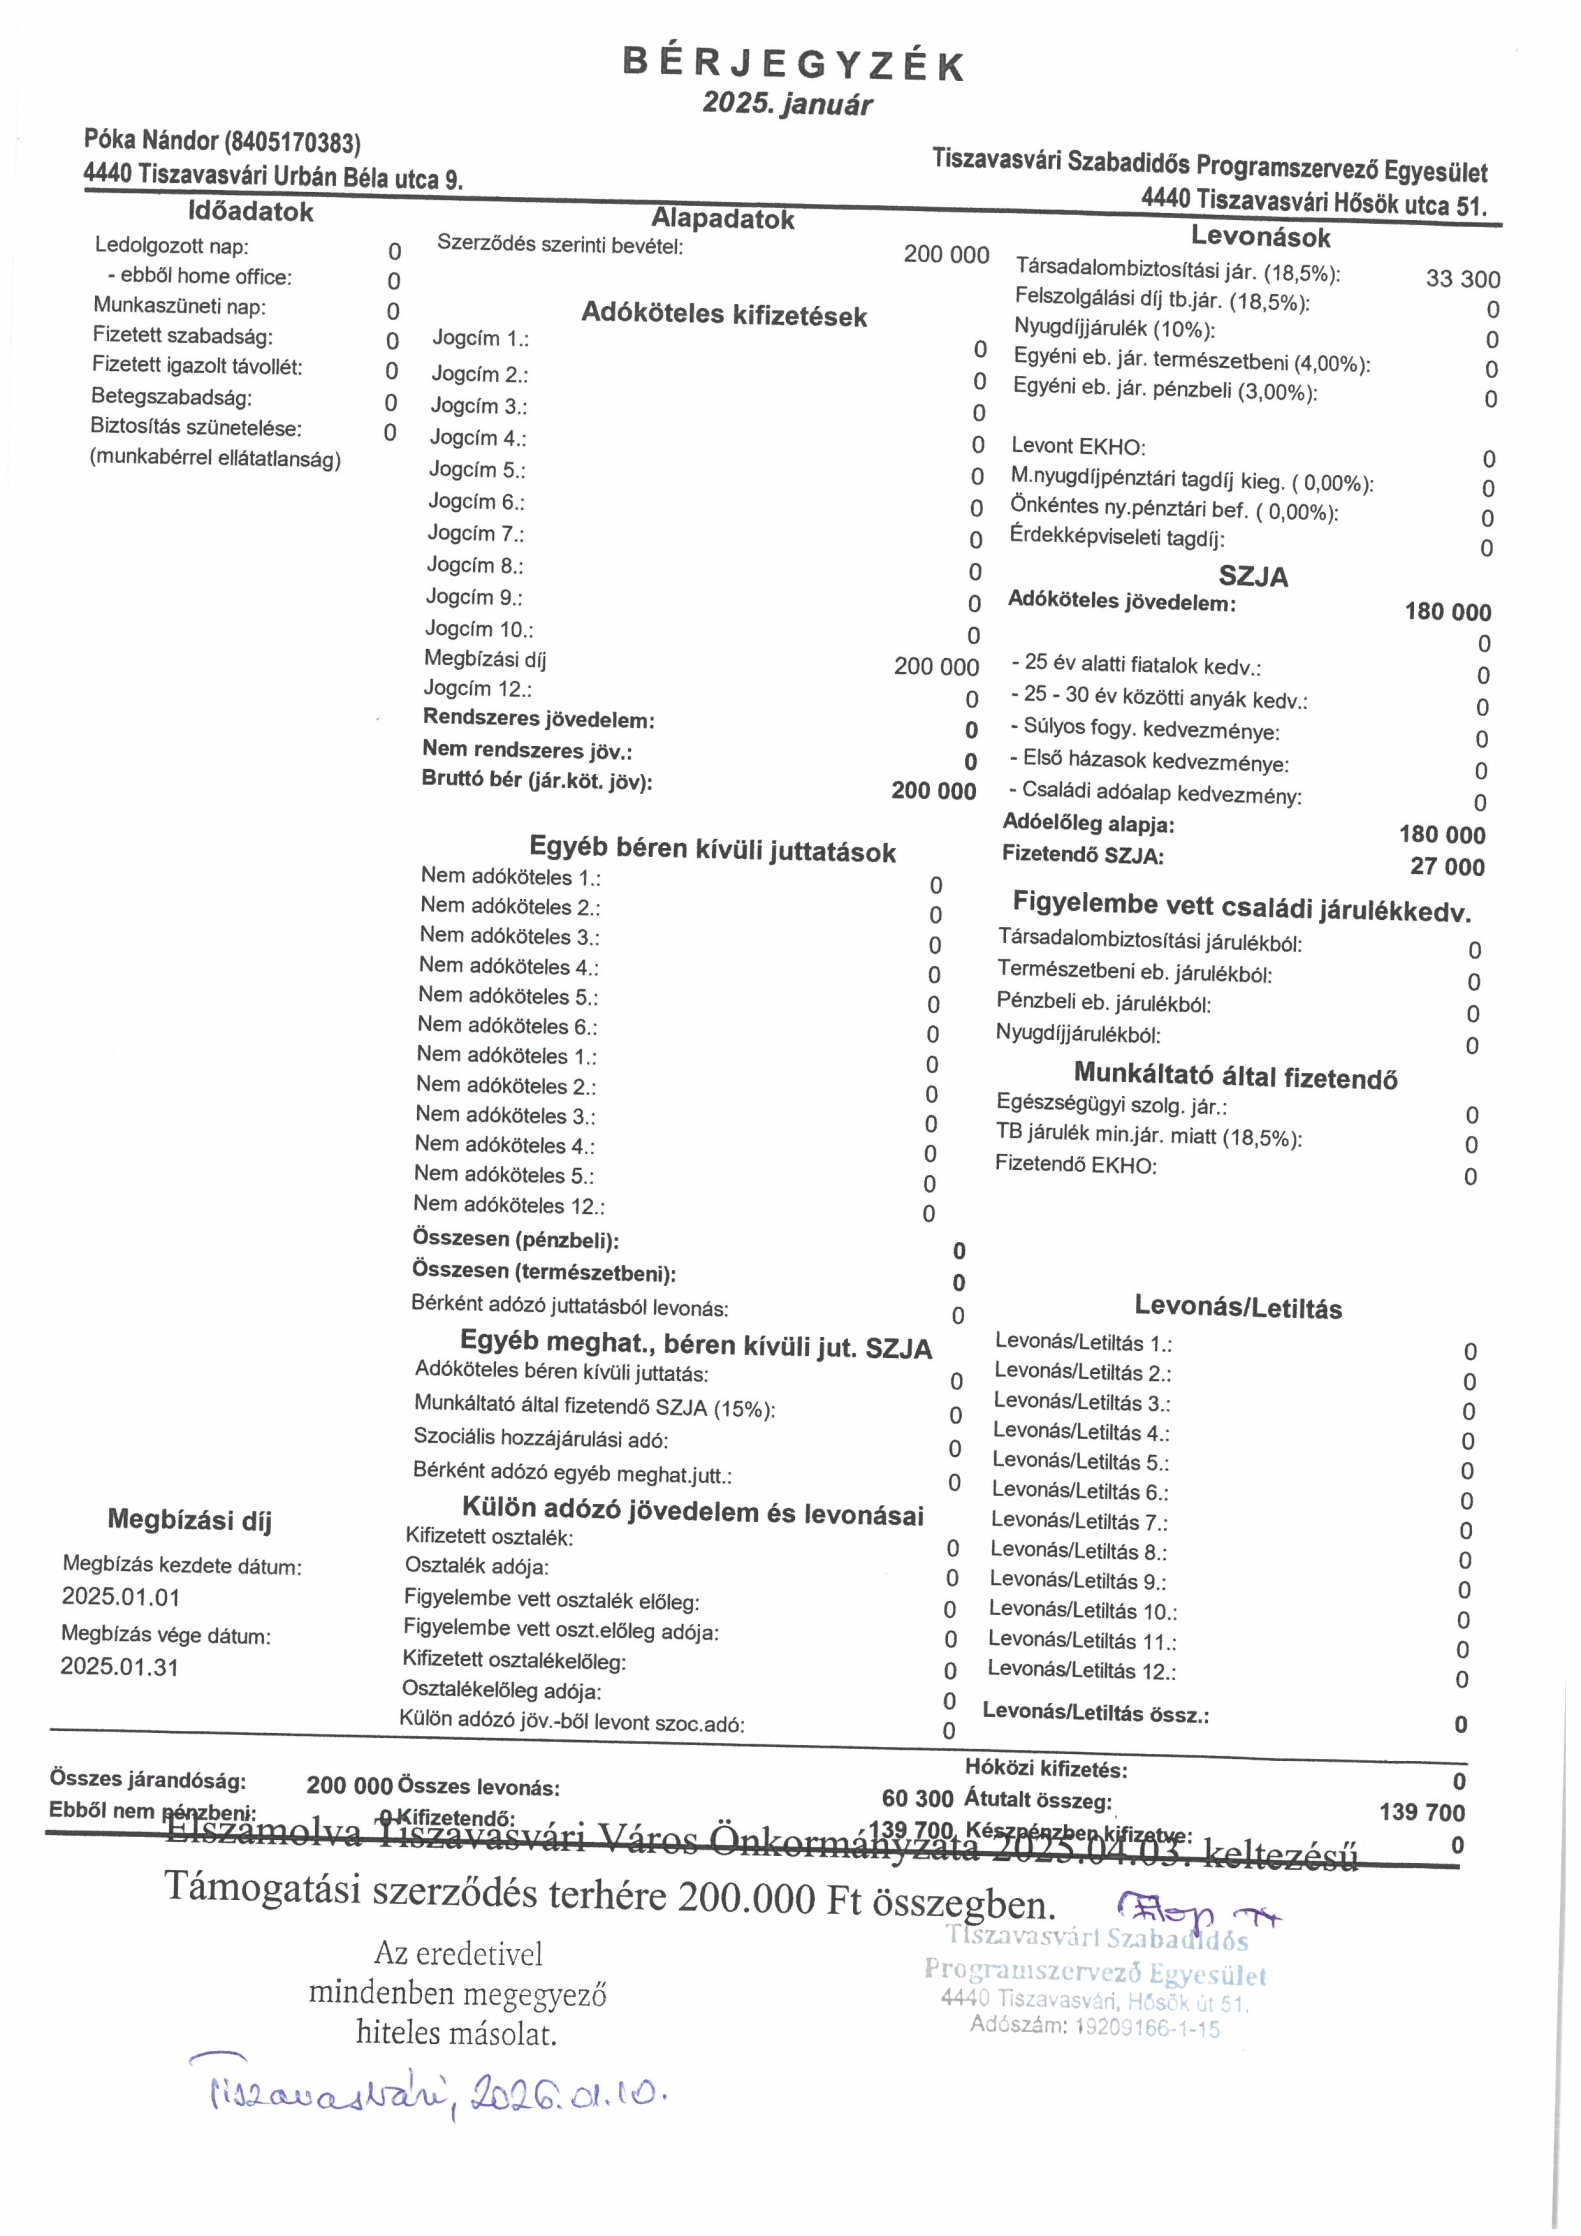 BÉRJEGYZÉK
2025. január
Póka Nándor (8405170383)
4440 Tiszavasvári Urbán Béla utca 9.
Tiszavasvári Szabadidős Programszervező Egyesület
4440 Tiszavasvári Hősök utca 51.
Időadatok
Ledolgozott nap: 0
- ebből home office: 0
Munkaszüneti nap: 0
Fizetett szabadság: 0
Fizetett igazolt távollét: 0
Betegszabadság: 0
Biztosítás szünetelése: 0
(munkabérrel ellátatlanság)
Alapadatok
Szerződés szerinti bevétel: 200 000
Adóköteles kifizetések
Jogcím 1.: 0
Jogcím 2.: 0
Jogcím 3.: 0
Jogcím 4.: 0
Jogcím 5.: 0
Jogcím 6.: 0
Jogcím 7.: 0
Jogcím 8.: 0
Jogcím 9.: 0
Jogcím 10.: 0
Megbízási díj 200 000
Jogcím 12.: 0
Rendszeres jövedelem: 0
Nem rendszeres jöv.: 0
Bruttó bér (jár.köt. jöv): 200 000
Egyéb béren kívüli juttatások
Nem adóköteles 1.: 0
Nem adóköteles 2.: 0
Nem adóköteles 3.: 0
Nem adóköteles 4.: 0
Nem adóköteles 5.: 0
Nem adóköteles 6.: 0
Nem adóköteles 1.: 0
Nem adóköteles 2.: 0
Nem adóköteles 3.: 0
Nem adóköteles 4.: 0
Nem adóköteles 5.: 0
Nem adóköteles 12.: 0
Összesen (pénzbeli): 0
Összesen (természetbeni): 0
Bérként adózó juttatásból levonás: 0
Egyéb meghat., béren kívüli jut. SZJA
Adóköteles béren kívüli juttatás: 0
Munkáltató által fizetendő SZJA (15%): 0
Szociális hozzájárulási adó: 0
Bérként adózó egyéb meghat.jutt.: 0
Külön adózó jövedelem és levonásai
Kifizetett osztalék: 0
Osztalék adója: 0
Figyelembe vett osztalék előleg: 0
Figyelembe vett oszt.előleg adója: 0
Kifizetett osztalékelőleg: 0
Osztalékelőleg adója: 0
Külön adózó jöv.-ből levont szoc.adó: 0
Levonások
Társadalombiztosítási jár. (18,5%): 33 300
Felszolgálási díj tb.jár. (18,5%): 0
Nyugdíjjárulék (10%): 0
Egyéni eb. jár. természetbeni (4,00%): 0
Egyéni eb. jár. pénzbeli (3,00%): 0
Levont EKHO: 0
M.nyugdíjpénztári tagdíj kieg. ( 0,00%): 0
Önkéntes ny.pénztári bef. ( 0,00%): 0
Érdekképviseleti tagdíj: 0
SZJA
Adóköteles jövedelem: 180 000
0
- 25 év alatti fiatalok kedv.: 0
- 25 - 30 év közötti anyák kedv.: 0
- Súlyos fogy. kedvezménye: 0
- Első házasok kedvezménye: 0
- Családi adóalap kedvezmény: 0
Adóelőleg alapja: 180 000
Fizetendő SZJA: 27 000
Figyelembe vett családi járulékkedv.
Társadalombiztosítási járulékból: 0
Természetbeni eb. járulékból: 0
Pénzbeli eb. járulékból: 0
Nyugdíjjárulékból: 0
Munkáltató által fizetendő
Egészségügyi szolg. jár.: 0
TB járulék min.jár. miatt (18,5%): 0
Fizetendő EKHO: 0
Levonás/Letiltás
Levonás/Letiltás 1.: 0
Levonás/Letiltás 2.: 0
Levonás/Letiltás 3.: 0
Levonás/Letiltás 4.: 0
Levonás/Letiltás 5.: 0
Levonás/Letiltás 6.: 0
Levonás/Letiltás 7.: 0
Levonás/Letiltás 8.: 0
Levonás/Letiltás 9.: 0
Levonás/Letiltás 10.: 0
Levonás/Letiltás 11.: 0
Levonás/Letiltás 12.: 0
Levonás/Letiltás össz.: 0
Megbízási díj
Megbízás kezdete dátum:
2025.01.01
Megbízás vége dátum:
2025.01.31
Hóközi kifizetés: 0
Összes járandóság: 200 000 Összes levonás: 60 300 Átutalt összeg: 139 700
Ebből nem pénzbeni: 0 Kifizetendő: 139 700 Készpénzben kifizetve: 0
Elszámolva Tiszavasvári Város Önkormányzata 2025.04.03. keltezésű
Támogatási szerződés terhére 200.000 Ft összegben.
Tiszavasvári Szabadidős
Programszervező Egyesület
4440 Tiszavasvári, Hősök út 51.
Adószám: 19209166-1-15
Az eredetivel
mindenben megegyező
hiteles másolat.
Tiszavasvári, 2026.01.10.